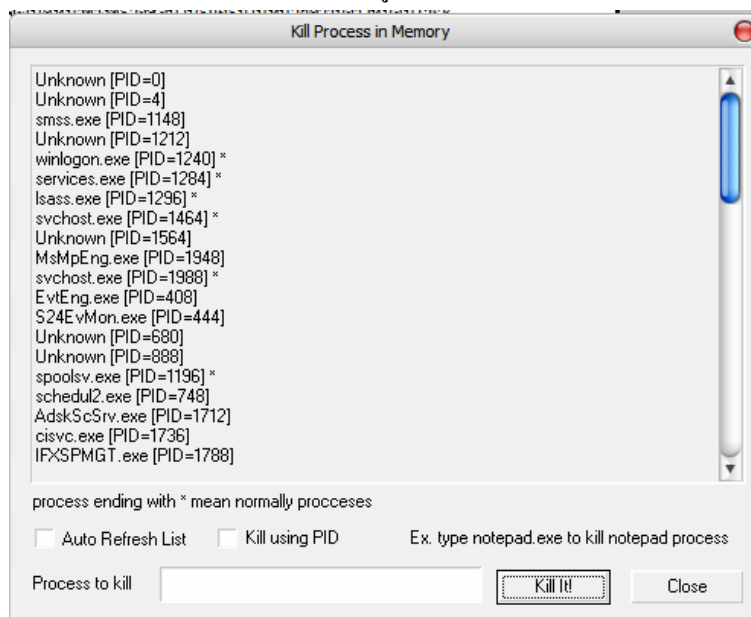 Kill Process in Memory
Unknown [PID=0]
Unknown [PID=4]
smss.exe [PID=1148]
Unknown [PID=1212]
winlogon.exe [PID=1240] *
services.exe [PID=1284] *
lsass.exe [PID=1296] *
svchost.exe [PID=1464] *
Unknown [PID=1564]
MsMpEng.exe [PID=1948]
svchost.exe [PID=1988] *
EvtEng.exe [PID=408]
S24EvMon.exe [PID=444]
Unknown [PID=680]
Unknown [PID=888]
spoolsv.exe [PID=1196] *
schedul2.exe [PID=748]
AdskScSrv.exe [PID=1712]
cisvc.exe [PID=1736]
IFXSPMGT.exe [PID=1788]
process ending with * mean normally procceses
Auto Refresh List Kill using PID Ex. type notepad.exe to kill notepad process
Process to kill Kill It! Close